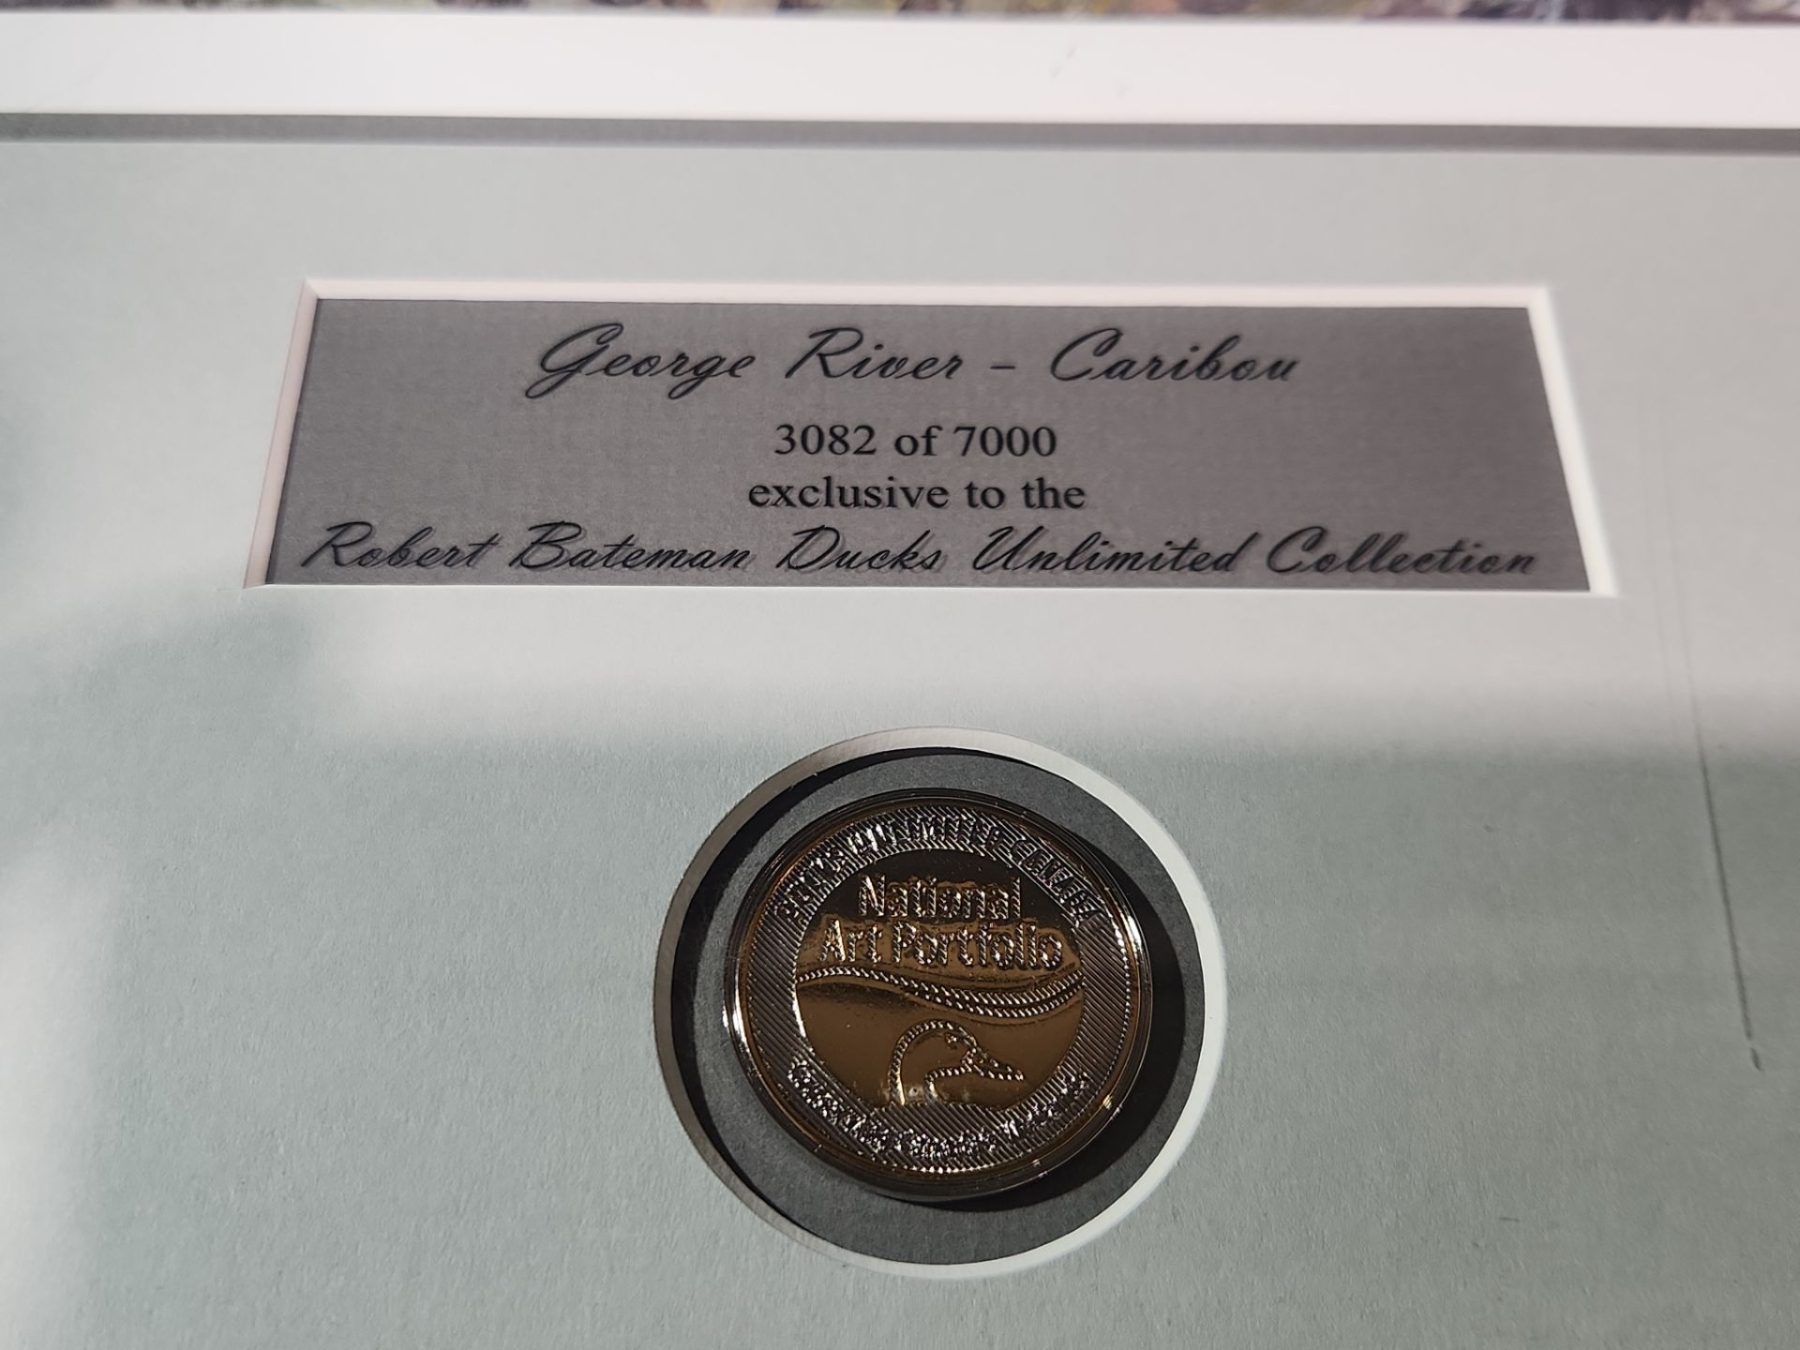 George River - Caribou
3082 of 7000
exclusive to the
Robert Bateman Ducks Unlimited Collection
National
Art Portfolio